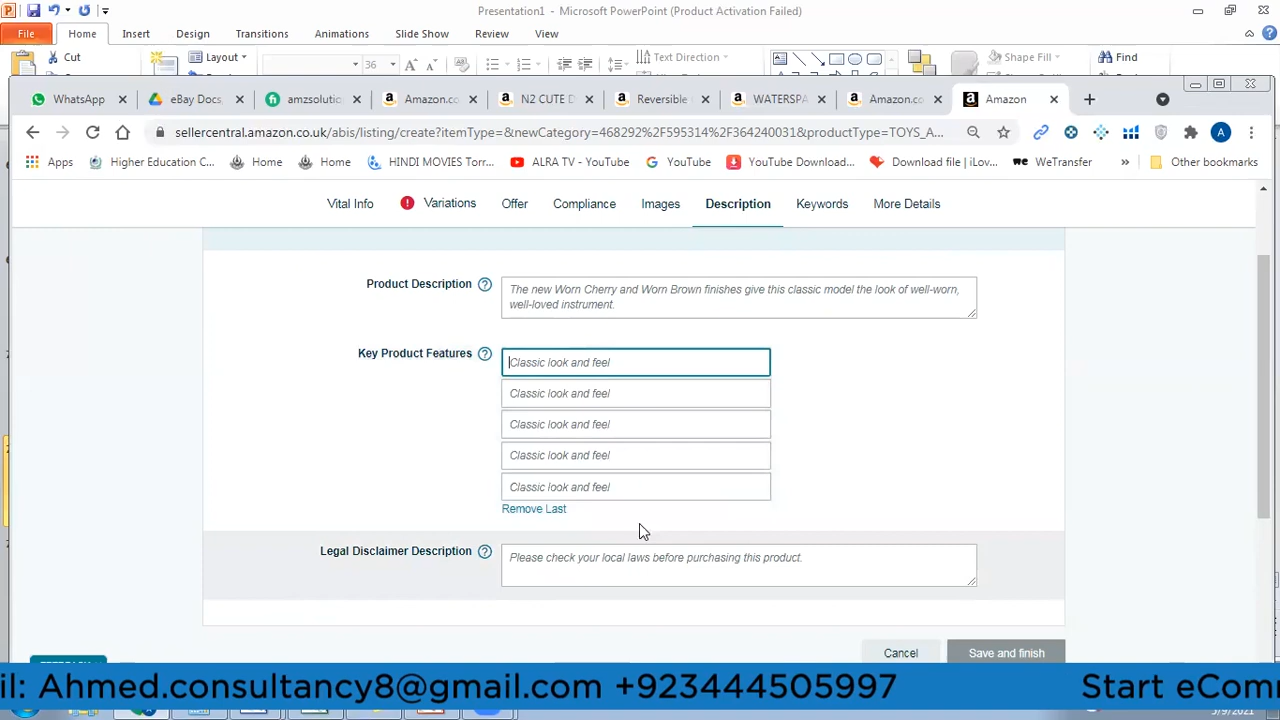 Presentation1 - Microsoft PowerPoint (Product Activation Failed)
File Home Insert Design Transitions Animations Slide Show Review View
Cut Layout 36 Text Direction Shape Fill Find
WhatsApp eBay Docs, amzsolutio Amazon.co N2 CUTE D Reversible WATERSPA Amazon.co Amazon
sellercentral.amazon.co.uk/abis/listing/create?itemType=&newCategory=468292%2F595314%2F364240031&productType=TOYS_A...
Apps Higher Education C... Home Home HINDI MOVIES Torr... ALRA TV - YouTube YouTube YouTube Download... Download file | iLov... we WeTransfer » Other bookmarks
Vital Info Variations Offer Compliance Images Description Keywords More Details
Product Description
The new Worn Cherry and Worn Brown finishes give this classic model the look of well-worn,
well-loved instrument.
Key Product Features
Classic look and feel
Classic look and feel
Classic look and feel
Classic look and feel
Classic look and feel
Remove Last
Legal Disclaimer Description
Please check your local laws before purchasing this product.
Cancel Save and finish
il: Ahmed.consultancy8@gmail.com +923444505997 Start eComm